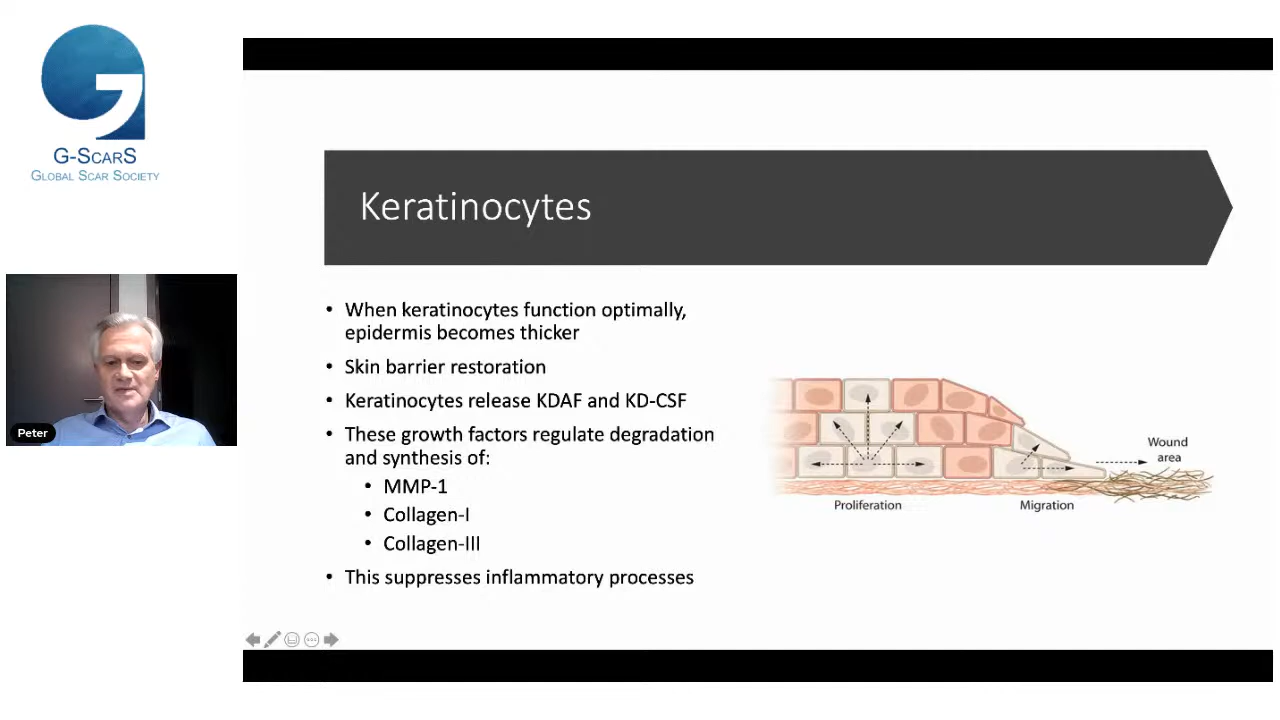 G-ScarS
Global Scar Society
Keratinocytes
• When keratinocytes function optimally,
epidermis becomes thicker
• Skin barrier restoration
• Keratinocytes release KDAF and KD-CSF
• These growth factors regulate degradation
and synthesis of:
• MMP-1
• Collagen-I
• Collagen-III
• This suppresses inflammatory processes
Wound
area
Proliferation
Migration
Peter